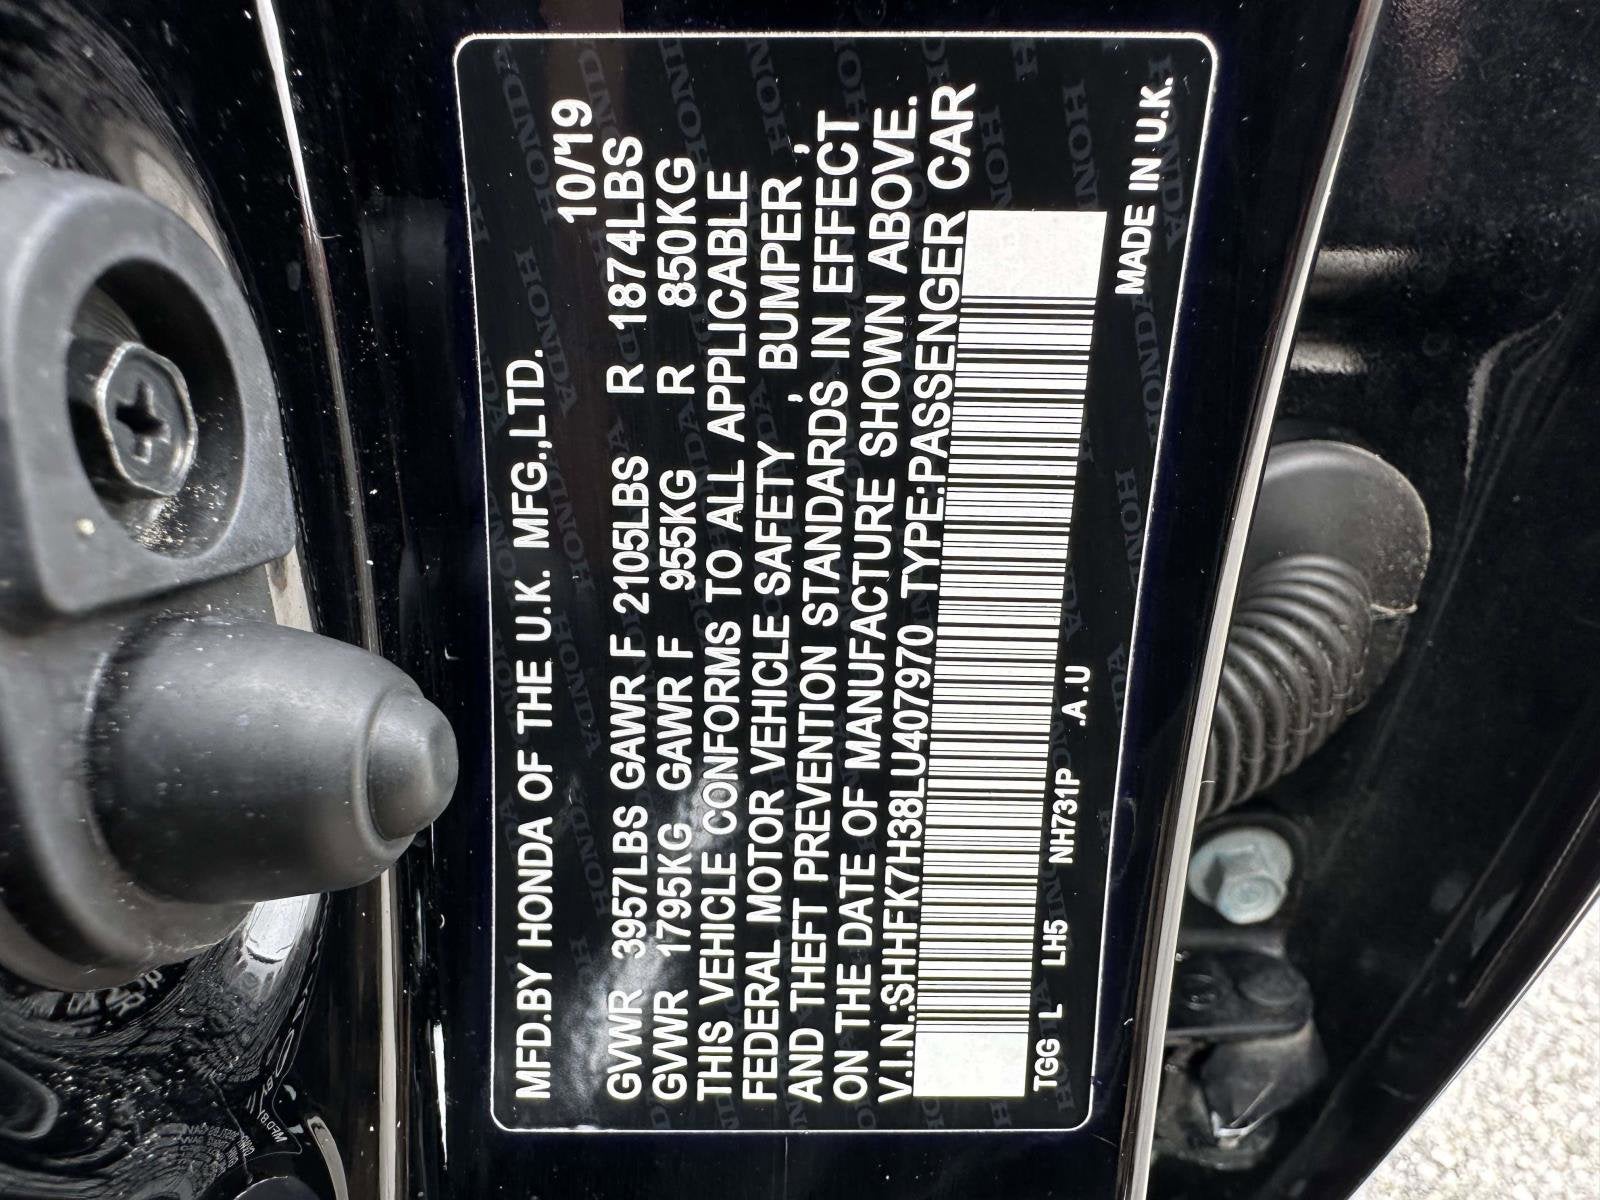 MFD.BY HONDA OF THE U.K. MFG.,LTD.
10/19
GVWR 3957LBS GAWR F 2105LBS R 1874LBS
GVWR 1795KG GAWR F 955KG R 850KG
THIS VEHICLE CONFORMS TO ALL APPLICABLE
FEDERAL MOTOR VEHICLE SAFETY , BUMPER ,
AND THEFT PREVENTION STANDARDS IN EFFECT
ON THE DATE OF MANUFACTURE SHOWN ABOVE.
V.I.N.:SHHFK7H38LU407970 TYPE:PASSENGER CAR
TGG L LH5 NH731P .A.U
MADE IN U.K.